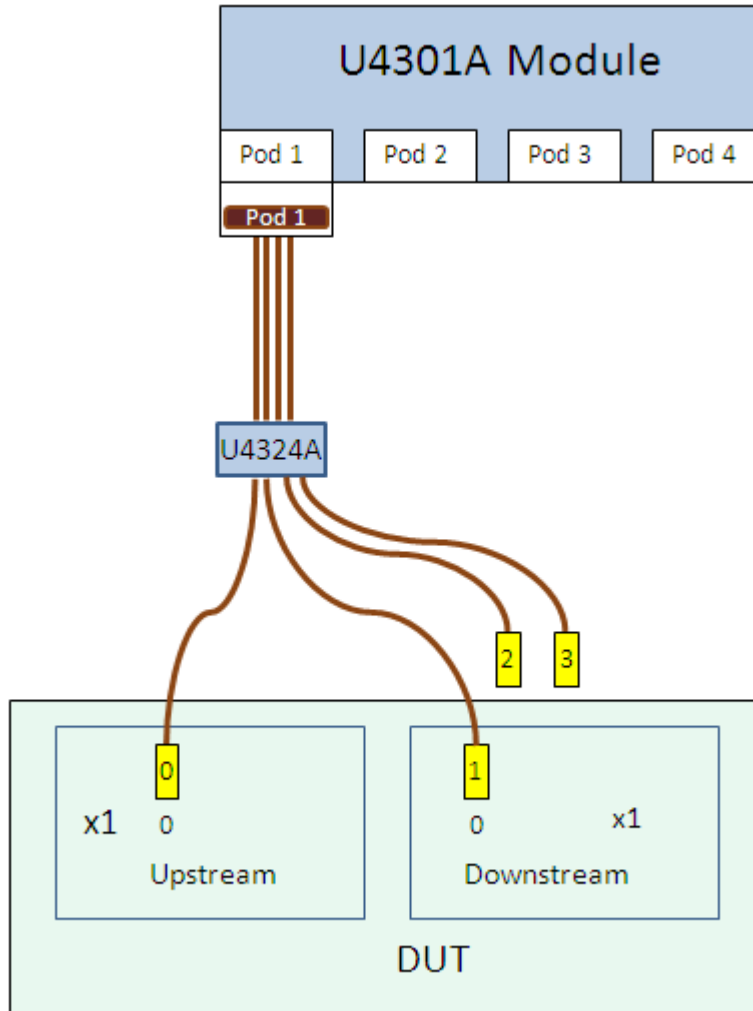 U4301A Module
Pod 1 Pod 2 Pod 3 Pod 4
Pod 1
U4324A
2 3
0 1
x1 0 0 x1
Upstream Downstream
DUT